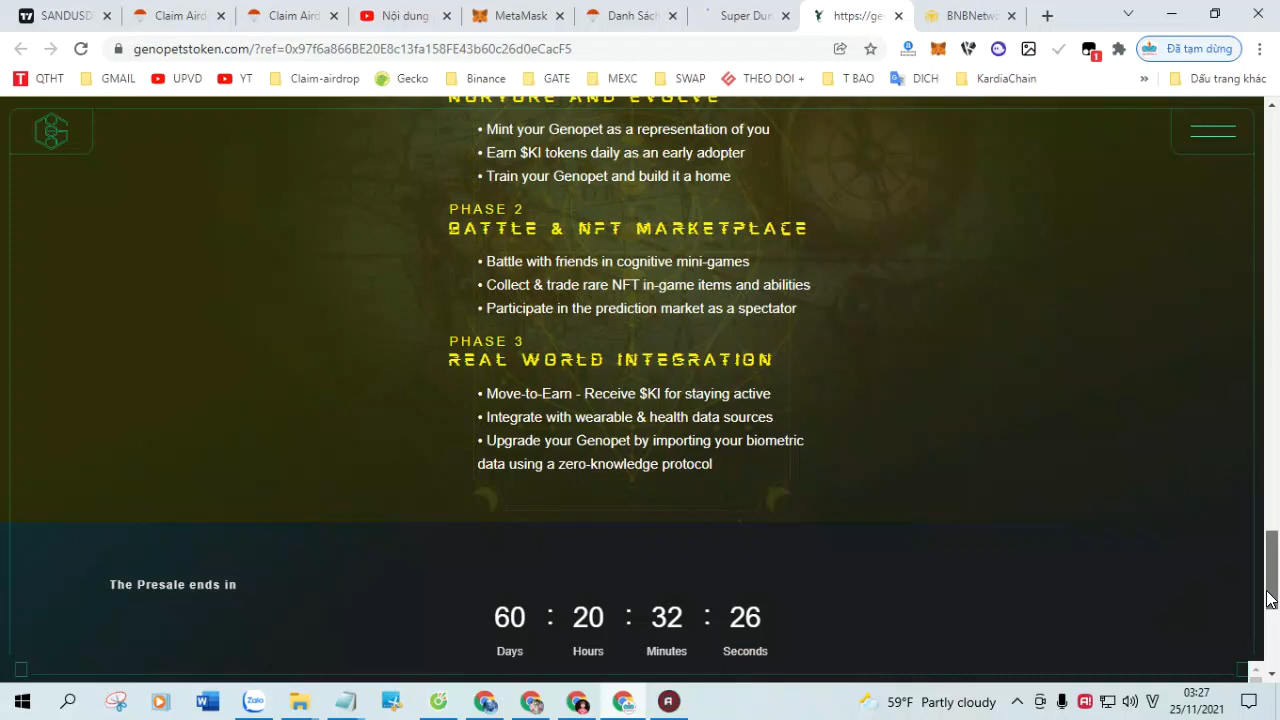 SANDUSD
Claim Aird
Claim Aird
Nội dung
MetaMask
Danh Sách
Super Dun
https://ge
BNBNetwo
genopetstoken.com/?ref=0x97f6a866BE20E8c13fa158FE43b60c26d0eCacF5
1
Đã tạm dừng
QTHT
GMAIL
UPVD
YT
Claim-airdrop
Gecko
Binance
GATE
MEXC
SWAP
THEO DOI +
T BAO
DICH
KardiaChain
»
Dấu trang khác
NURTURE AND EVOLVE
• Mint your Genopet as a representation of you
• Earn $KI tokens daily as an early adopter
• Train your Genopet and build it a home
PHASE 2
BATTLE & NFT MARKETPLACE
• Battle with friends in cognitive mini-games
• Collect & trade rare NFT in-game items and abilities
• Participate in the prediction market as a spectator
PHASE 3
REAL WORLD INTEGRATION
• Move-to-Earn - Receive $KI for staying active
• Integrate with wearable & health data sources
• Upgrade your Genopet by importing your biometric
data using a zero-knowledge protocol
The Presale ends in
60 : 20 : 32 : 26
Days Hours Minutes Seconds
Zalo
59°F Partly cloudy
03:27
25/11/2021